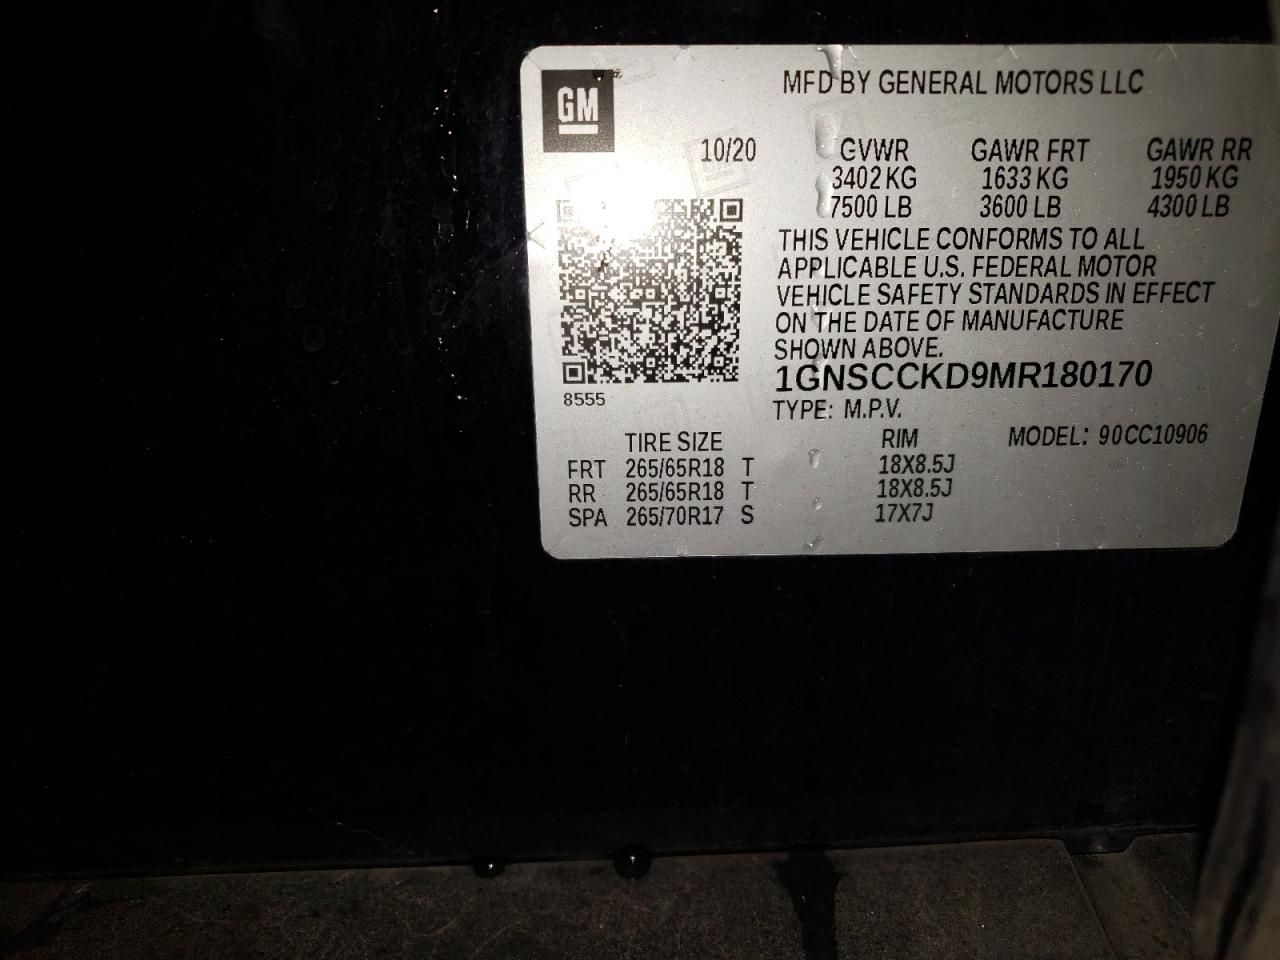 GM
MFD BY GENERAL MOTORS LLC
10/20 GVWR GAWR FRT GAWR RR
3402 KG 1633 KG 1950 KG
7500 LB 3600 LB 4300 LB
THIS VEHICLE CONFORMS TO ALL
APPLICABLE U.S. FEDERAL MOTOR
VEHICLE SAFETY STANDARDS IN EFFECT
ON THE DATE OF MANUFACTURE
SHOWN ABOVE.
1GNSCCKD9MR180170
8555
TYPE: M.P.V.
TIRE SIZE RIM MODEL: 90CC10906
FRT 265/65R18 T 18X8.5J
RR 265/65R18 T 18X8.5J
SPA 265/70R17 S 17X7J